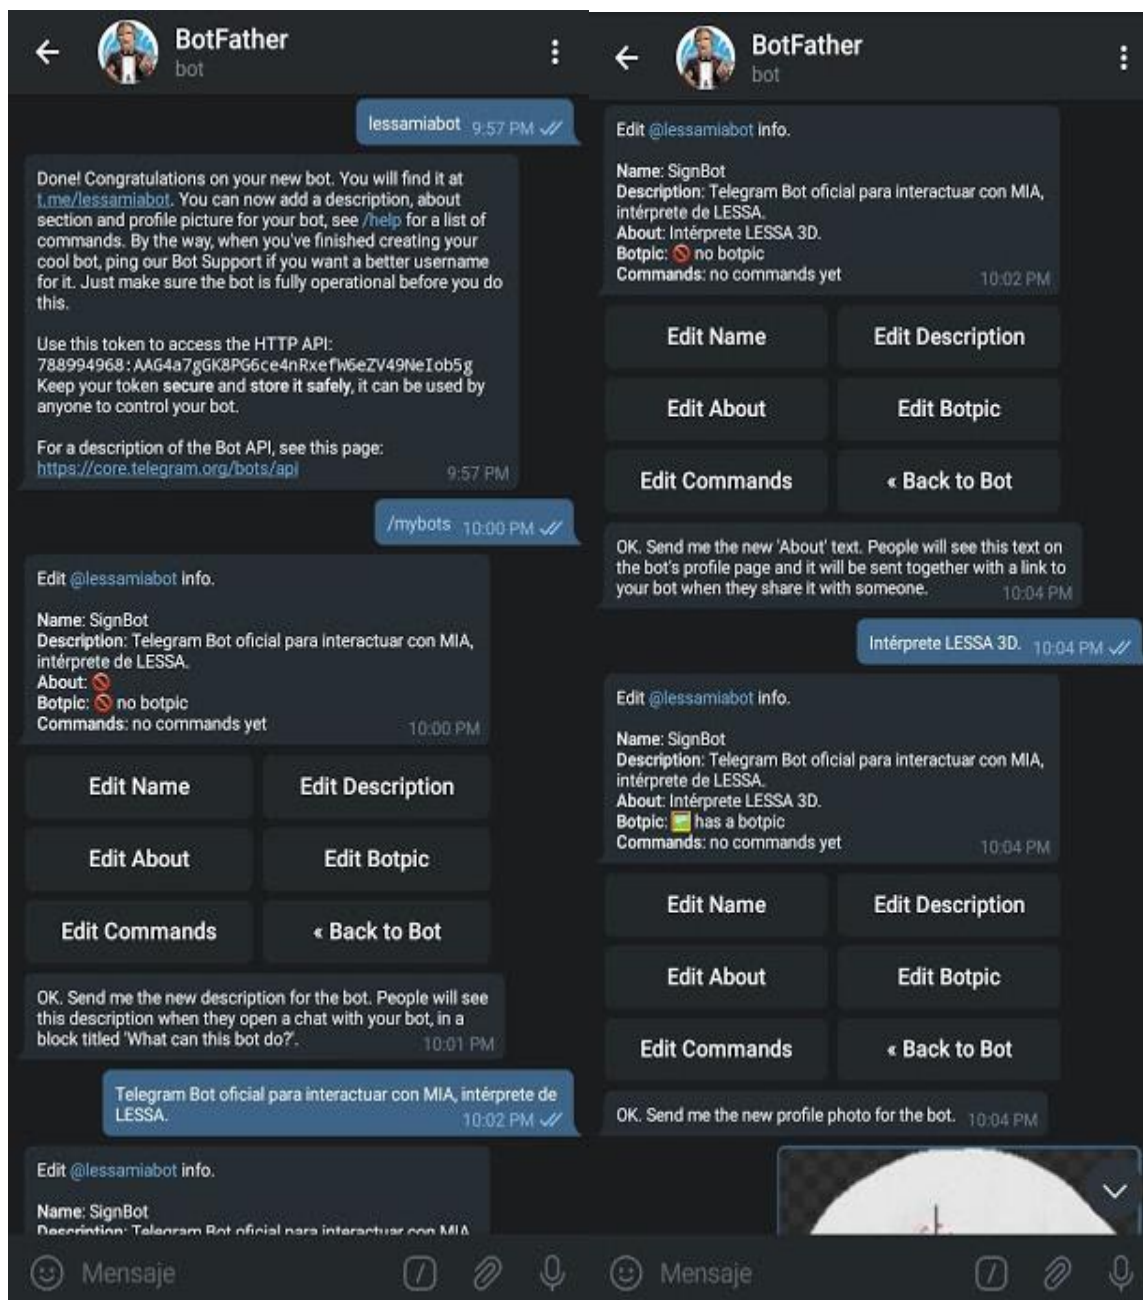 BotFather
bot
lessamiabot 9:57 PM
Done! Congratulations on your new bot. You will find it at
t.me/lessamiabot. You can now add a description, about
section and profile picture for your bot, see /help for a list of
commands. By the way, when you've finished creating your
cool bot, ping our Bot Support if you want a better username
for it. Just make sure the bot is fully operational before you do
this.
Use this token to access the HTTP API:
788994968:AAG4a7gGK8PG6ce4nRxefW6eZV49NeIob5g
Keep your token secure and store it safely, it can be used by
anyone to control your bot.
For a description of the Bot API, see this page:
https://core.telegram.org/bots/api 9:57 PM
/mybots 10:00 PM
Edit @lessamiabot info.
Name: SignBot
Description: Telegram Bot oficial para interactuar con MIA,
intérprete de LESSA.
About: 🚫
Botpic: 🚫 no botpic
Commands: no commands yet 10:00 PM
Edit Name Edit Description
Edit About Edit Botpic
Edit Commands « Back to Bot
OK. Send me the new description for the bot. People will see
this description when they open a chat with your bot, in a
block titled 'What can this bot do?'. 10:01 PM
Telegram Bot oficial para interactuar con MIA, intérprete de
LESSA. 10:02 PM
Edit @lessamiabot info.
Name: SignBot
Description: Telegram Bot oficial para interactuar con MIA
Mensaje
BotFather
bot
Edit @lessamiabot info.
Name: SignBot
Description: Telegram Bot oficial para interactuar con MIA,
intérprete de LESSA.
About: Intérprete LESSA 3D.
Botpic: 🚫 no botpic
Commands: no commands yet 10:02 PM
Edit Name Edit Description
Edit About Edit Botpic
Edit Commands « Back to Bot
OK. Send me the new 'About' text. People will see this text on
the bot's profile page and it will be sent together with a link to
your bot when they share it with someone. 10:04 PM
Intérprete LESSA 3D. 10:04 PM
Edit @lessamiabot info.
Name: SignBot
Description: Telegram Bot oficial para interactuar con MIA,
intérprete de LESSA.
About: Intérprete LESSA 3D.
Botpic: 🖼 has a botpic
Commands: no commands yet 10:04 PM
Edit Name Edit Description
Edit About Edit Botpic
Edit Commands « Back to Bot
OK. Send me the new profile photo for the bot. 10:04 PM
Mensaje